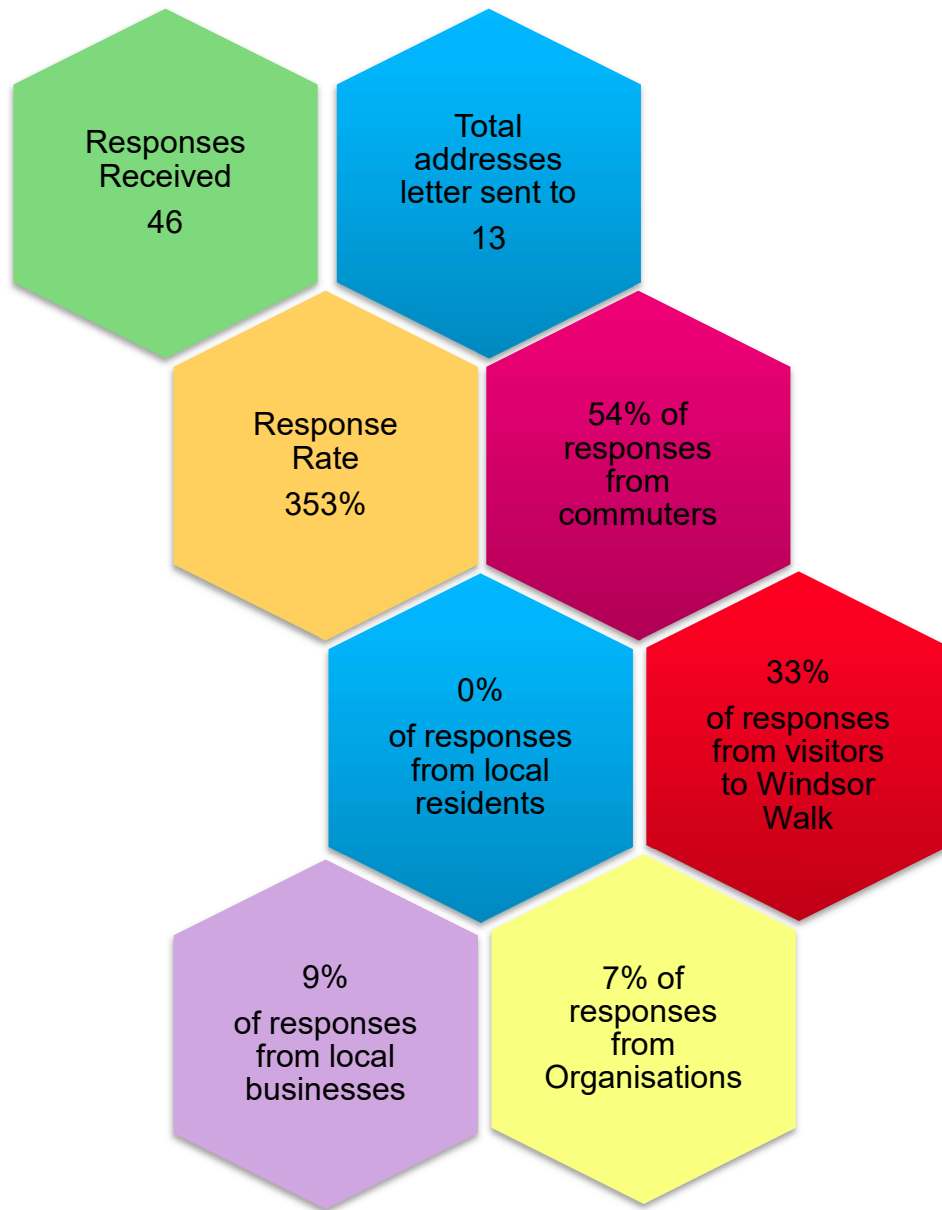 Responses
Received
46
Total
addresses
letter sent to
13
Response
Rate
353%
54% of
responses
from
commuters
0%
of responses
from local
residents
33%
of responses
from visitors
to Windsor
Walk
9%
of responses
from local
businesses
7% of
responses
from
Organisations